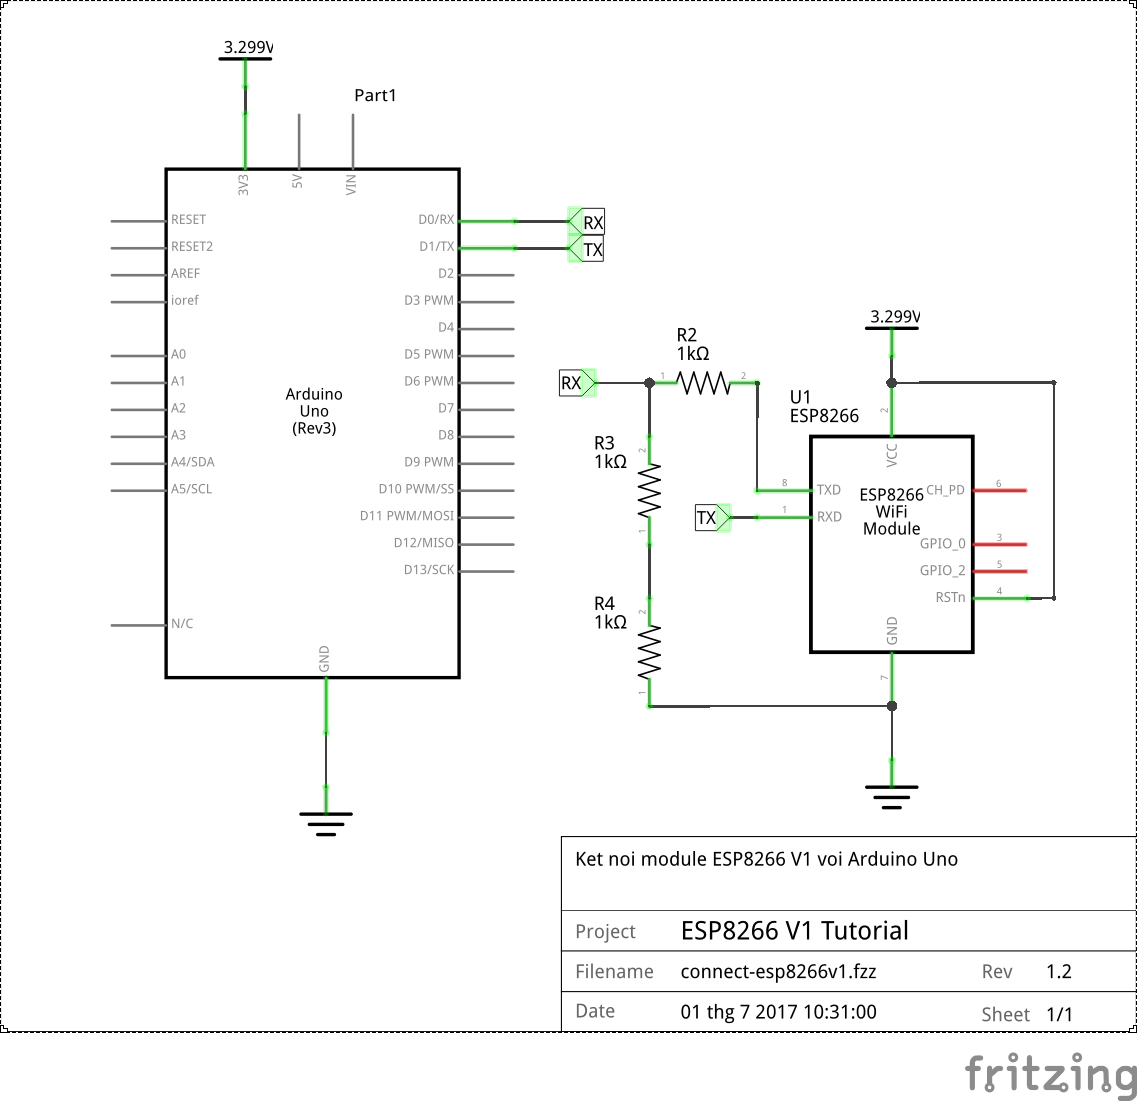 3.299V
Part1
3V3
5V
VIN
RESET
RESET2
AREF
ioref
A0
A1
A2
A3
A4/SDA
A5/SCL
N/C
Arduino
Uno
(Rev3)
D0/RX
D1/TX
D2
D3 PWM
D4
D5 PWM
D6 PWM
D7
D8
D9 PWM
D10 PWM/SS
D11 PWM/MOSI
D12/MISO
D13/SCK
GND
RX
TX
RX
R2
1kΩ
1
2
R3
1kΩ
2
1
R4
1kΩ
2
1
TX
3.299V
U1
ESP8266
2
VCC
8
TXD
1
RXD
ESP8266
WiFi
Module
CH_PD
6
GPIO_0
3
GPIO_2
5
RSTn
4
GND
7
Ket noi module ESP8266 V1 voi Arduino Uno
Project ESP8266 V1 Tutorial
Filename connect-esp8266v1.fzz Rev 1.2
Date 01 thg 7 2017 10:31:00 Sheet 1/1
fritzing